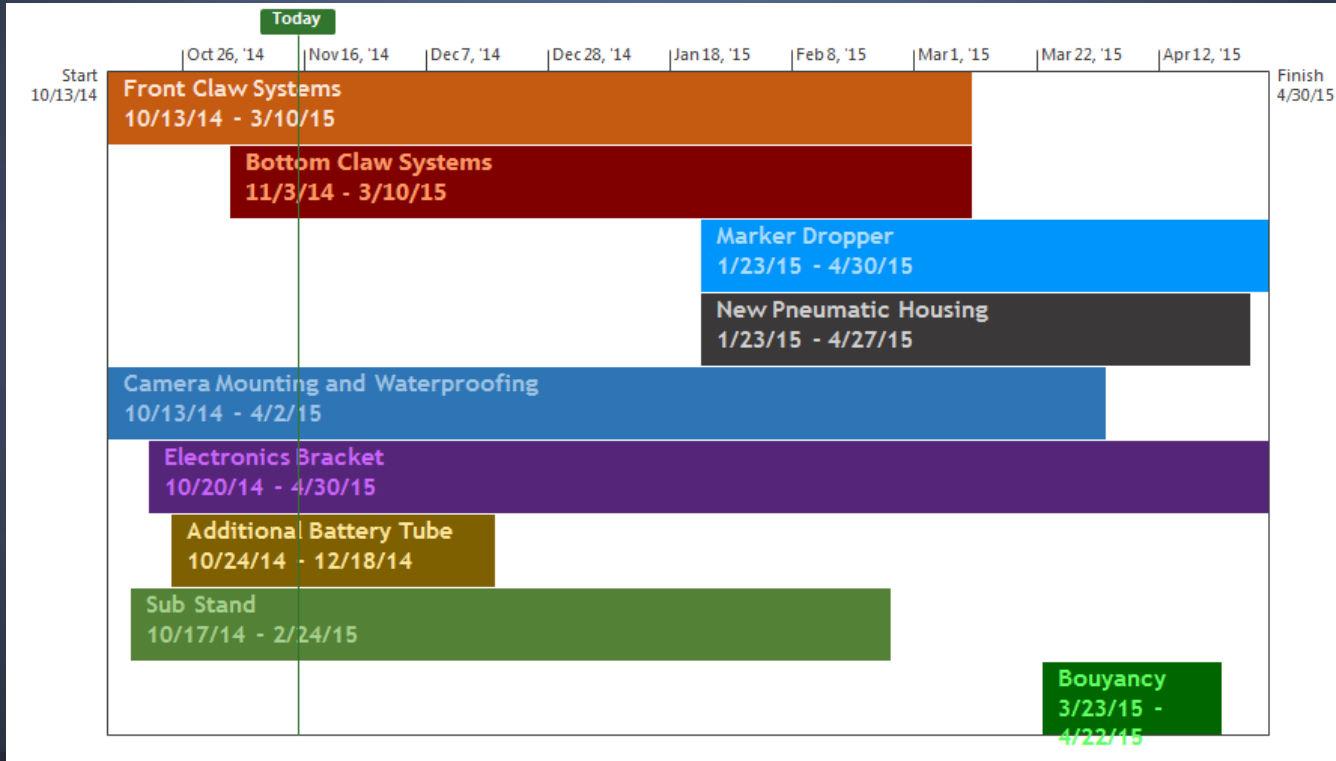 Today
Oct 26, '14 Nov 16, '14 Dec 7, '14 Dec 28, '14 Jan 18, '15 Feb 8, '15 Mar 1, '15 Mar 22, '15 Apr 12, '15
Start
10/13/14
Finish
4/30/15
Front Claw Systems
10/13/14 - 3/10/15
Bottom Claw Systems
11/3/14 - 3/10/15
Marker Dropper
1/23/15 - 4/30/15
New Pneumatic Housing
1/23/15 - 4/27/15
Camera Mounting and Waterproofing
10/13/14 - 4/2/15
Electronics Bracket
10/20/14 - 4/30/15
Additional Battery Tube
10/24/14 - 12/18/14
Sub Stand
10/17/14 - 2/24/15
Bouyancy
3/23/15 -
4/22/15